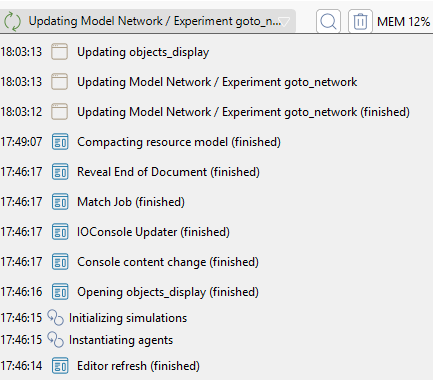 Updating Model Network / Experiment goto_n... MEM 12%
18:03:13 Updating objects_display
18:03:13 Updating Model Network / Experiment goto_network
18:03:12 Updating Model Network / Experiment goto_network (finished)
17:49:07 Compacting resource model (finished)
17:46:17 Reveal End of Document (finished)
17:46:17 Match Job (finished)
17:46:17 IOConsole Updater (finished)
17:46:17 Console content change (finished)
17:46:16 Opening objects_display (finished)
17:46:15 Initializing simulations
17:46:15 Instantiating agents
17:46:14 Editor refresh (finished)